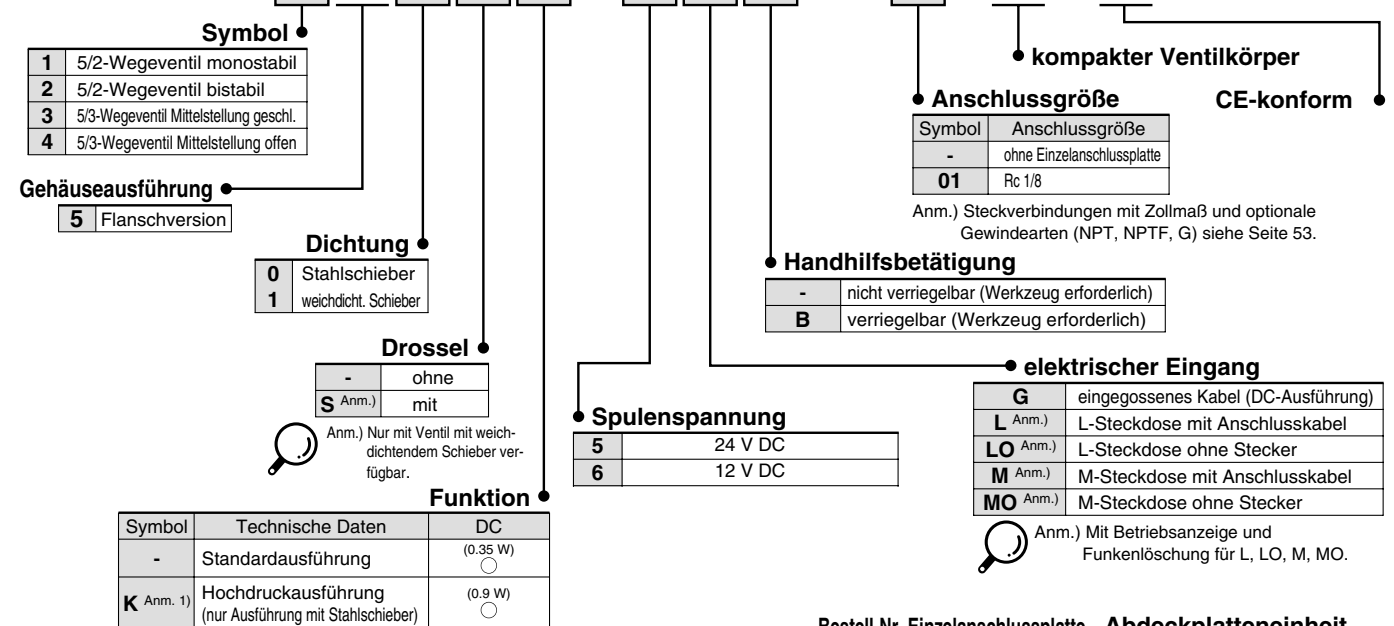 Symbol
1 5/2-Wegeventil monostabil
2 5/2-Wegeventil bistabil
3 5/3-Wegeventil Mittelstellung geschl.
4 5/3-Wegeventil Mittelstellung offen
Gehäuseausführung
5 Flanschversion
Dichtung
0 Stahlschieber
1 weichdicht. Schieber
Drossel
- ohne
S Anm.) mit
Anm.) Nur mit Ventil mit weich-
dichtendem Schieber ver-
fügbar.
Funktion
Symbol Technische Daten DC
- Standardausführung (0.35 W) ○
K Anm. 1) Hochdruckausführung
(nur Ausführung mit Stahlschieber) (0.9 W) ○
Spulenspannung
5 24 V DC
6 12 V DC
kompakter Ventilkörper
Anschlussgröße
Symbol Anschlussgröße
- ohne Einzelanschlussplatte
01 Rc 1/8
Anm.) Steckverbindungen mit Zollmaß und optionale
Gewindearten (NPT, NPTF, G) siehe Seite 53.
CE-konform
Handhilfsbetätigung
- nicht verriegelbar (Werkzeug erforderlich)
B verriegelbar (Werkzeug erforderlich)
elektrischer Eingang
G eingegossenes Kabel (DC-Ausführung)
L Anm.) L-Steckdose mit Anschlusskabel
LO Anm.) L-Steckdose ohne Stecker
M Anm.) M-Steckdose mit Anschlusskabel
MO Anm.) M-Steckdose ohne Stecker
Anm.) Mit Betriebsanzeige und
Funkenlöschung für L, LO, M, MO.
Bestell-Nr. Einzelanschlussplatte Abdeckplatteneinheit